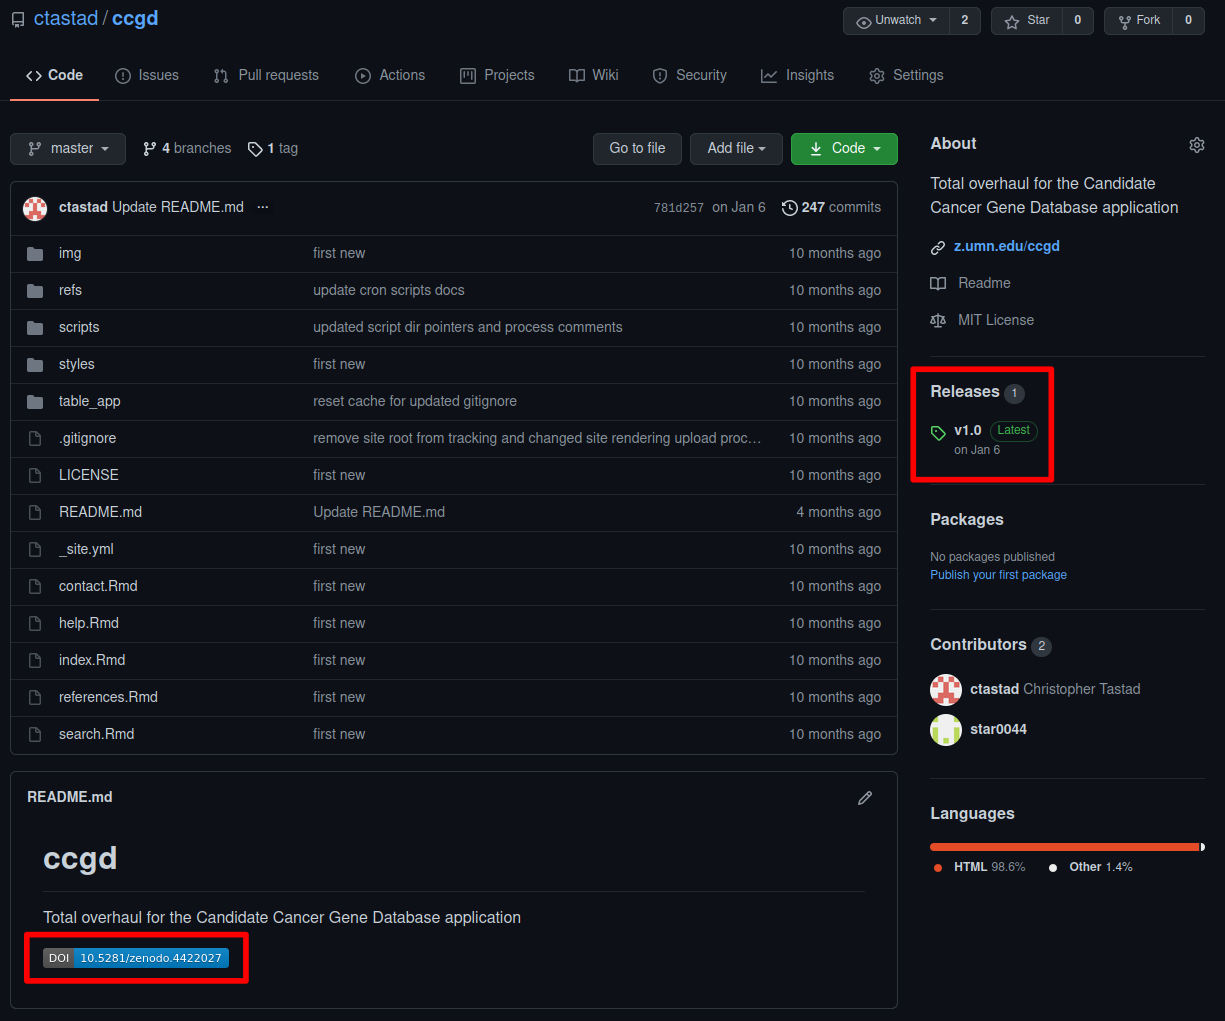 ctastad / ccgd
Unwatch 2 Star 0 Fork 0
Code Issues Pull requests Actions Projects Wiki Security Insights Settings
master 4 branches 1 tag Go to file Add file Code
ctastad Update README.md ... 781d257 on Jan 6 247 commits
img first new 10 months ago
refs update cron scripts docs 10 months ago
scripts updated script dir pointers and process comments 10 months ago
styles first new 10 months ago
table_app reset cache for updated gitignore 10 months ago
.gitignore remove site root from tracking and changed site rendering upload proc... 10 months ago
LICENSE first new 10 months ago
README.md Update README.md 4 months ago
_site.yml first new 10 months ago
contact.Rmd first new 10 months ago
help.Rmd first new 10 months ago
index.Rmd first new 10 months ago
references.Rmd first new 10 months ago
search.Rmd first new 10 months ago
README.md
ccgd
Total overhaul for the Candidate Cancer Gene Database application
DOI 10.5281/zenodo.4422027
About
Total overhaul for the Candidate
Cancer Gene Database application
z.umn.edu/ccgd
Readme
MIT License
Releases 1
v1.0 Latest
on Jan 6
Packages
No packages published
Publish your first package
Contributors 2
ctastad Christopher Tastad
star0044
Languages
HTML 98.6% Other 1.4%